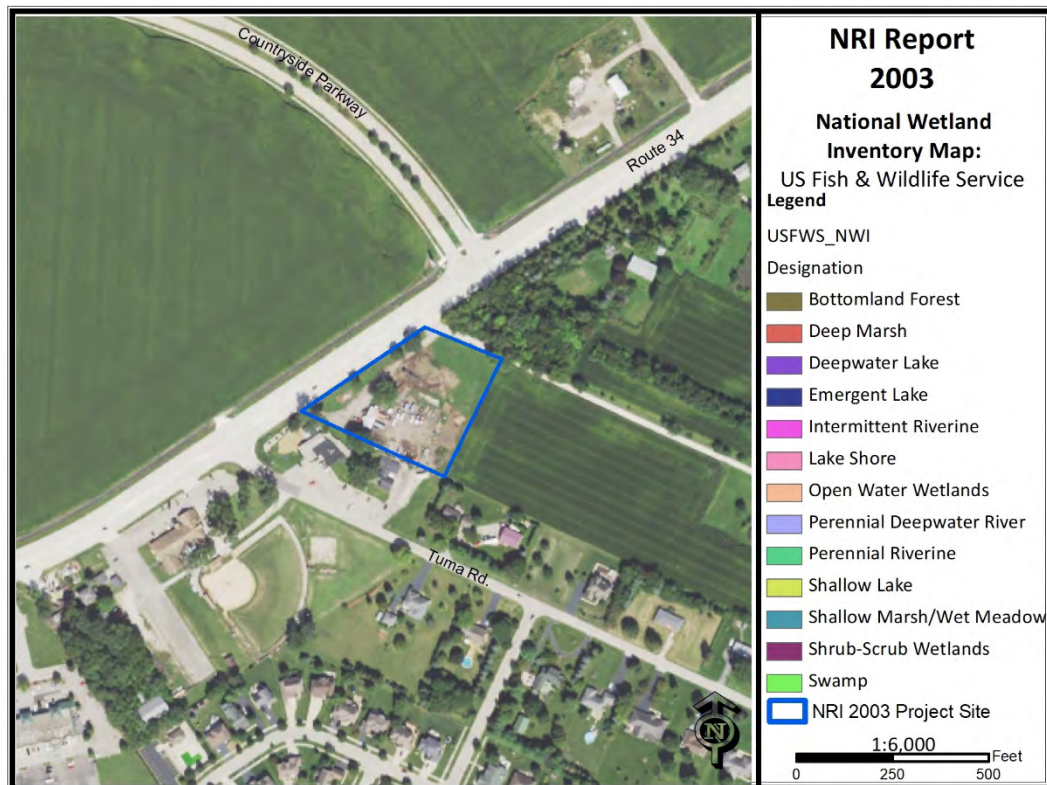 Countryside Parkway
Route 34
Tuma Rd.
N
NRI Report
2003
National Wetland
Inventory Map:
US Fish & Wildlife Service
Legend
USFWS_NWI
Designation
Bottomland Forest
Deep Marsh
Deepwater Lake
Emergent Lake
Intermittent Riverine
Lake Shore
Open Water Wetlands
Perennial Deepwater River
Perennial Riverine
Shallow Lake
Shallow Marsh/Wet Meadow
Shrub-Scrub Wetlands
Swamp
NRI 2003 Project Site
1:6,000
Feet
0 250 500